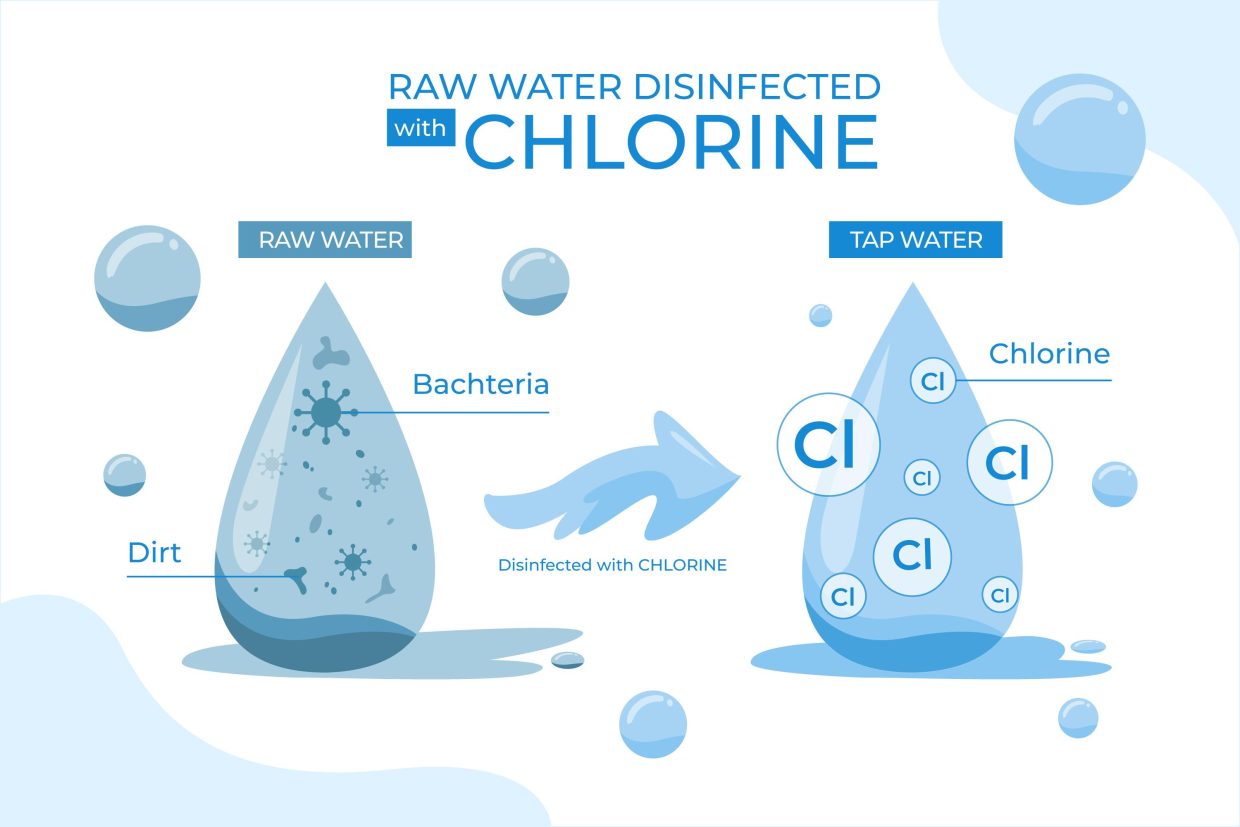 RAW WATER DISINFECTED
with CHLORINE
RAW WATER
TAP WATER
Bachteria
Dirt
Disinfected with CHLORINE
Chlorine
Cl
Cl
Cl
Cl
Cl
Cl
Cl